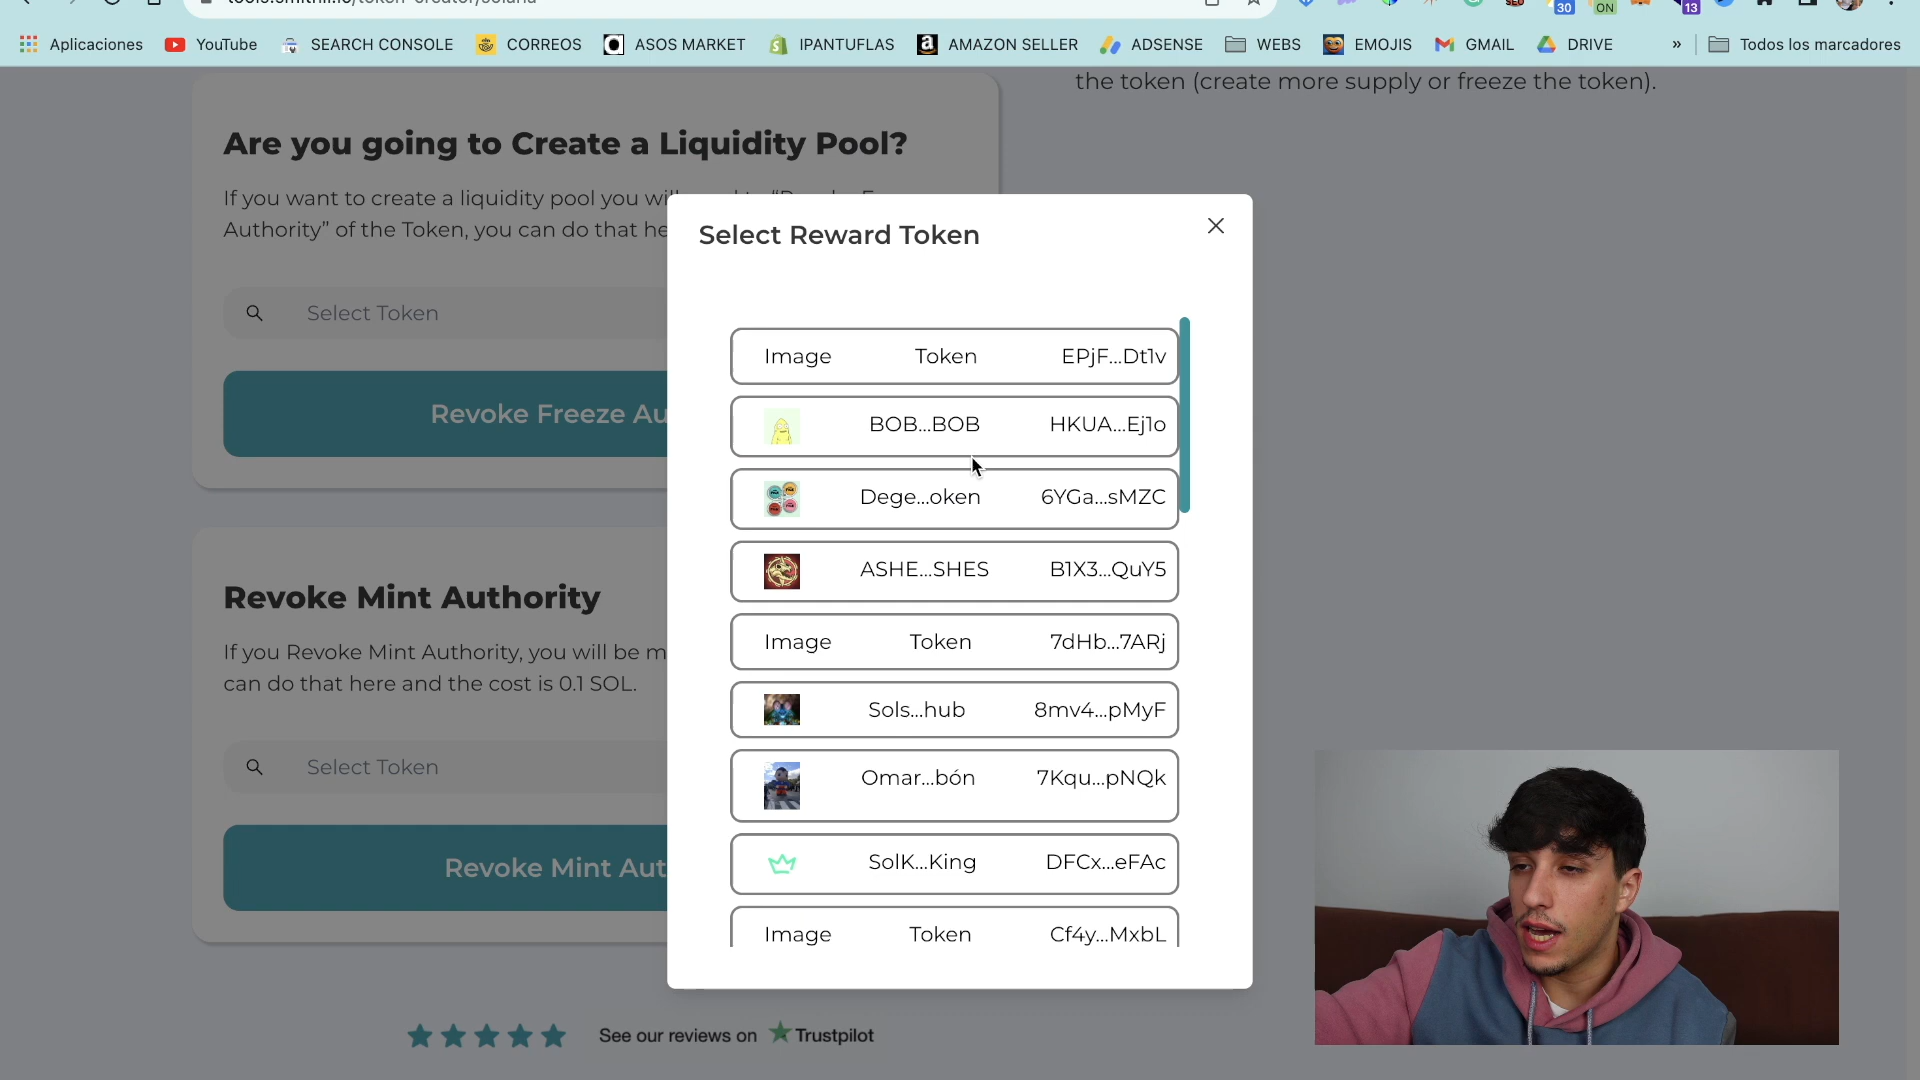 Aplicaciones YouTube SEARCH CONSOLE CORREOS ASOS MARKET IPANTUFLAS AMAZON SELLER ADSENSE WEBS EMOJIS GMAIL DRIVE » Todos los marcadores
30 ON 13
the token (create more supply or freeze the token).
Are you going to Create a Liquidity Pool?
If you want to create a liquidity pool you
Authority” of the Token, you can do that
Select Token
Revoke Freeze
Revoke Mint Authority
If you Revoke Mint Authority, you will be
can do that here and the cost is 0.1 SOL.
Select Token
Revoke Mint
See our reviews on Trustpilot
Select Reward Token
Image Token EPjF...Dt1v
BOB...BOB HKUA...Ej1o
Dege...oken 6YGa...sMZC
ASHE...SHES B1X3...QuY5
Image Token 7dHb...7ARj
Sols...hub 8mv4...pMyF
Omar...bón 7Kqu...pNQk
SolK...King DFCx...eFAc
Image Token Cf4y...MxbL